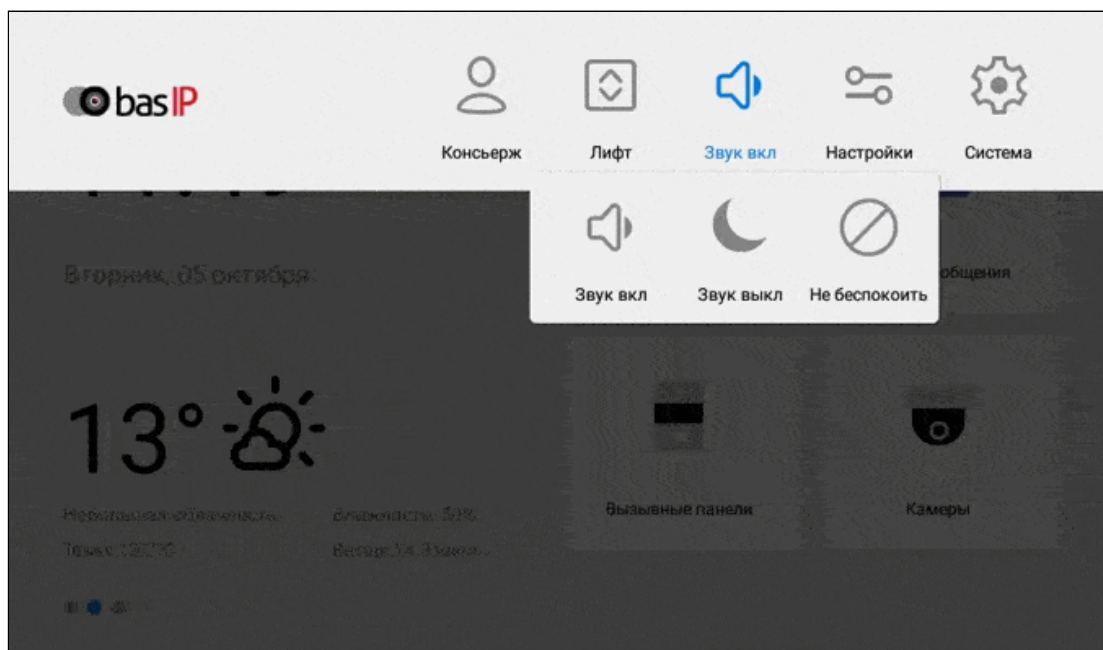 bas IP
Консьерж Лифт Звук вкл Настройки Система
Звук вкл Звук выкл Не беспокоить
Вторник, 05 октября
13°
Вызывные панели Камеры